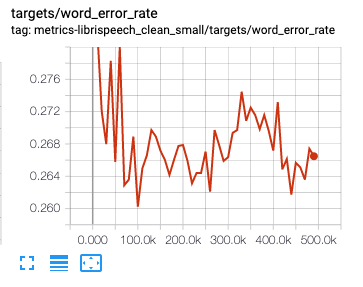 targets/word_error_rate
tag: metrics-librispeech_clean_small/targets/word_error_rate
0.276
0.272
0.268
0.264
0.260
0.000 100.0k 200.0k 300.0k 400.0k 500.0k